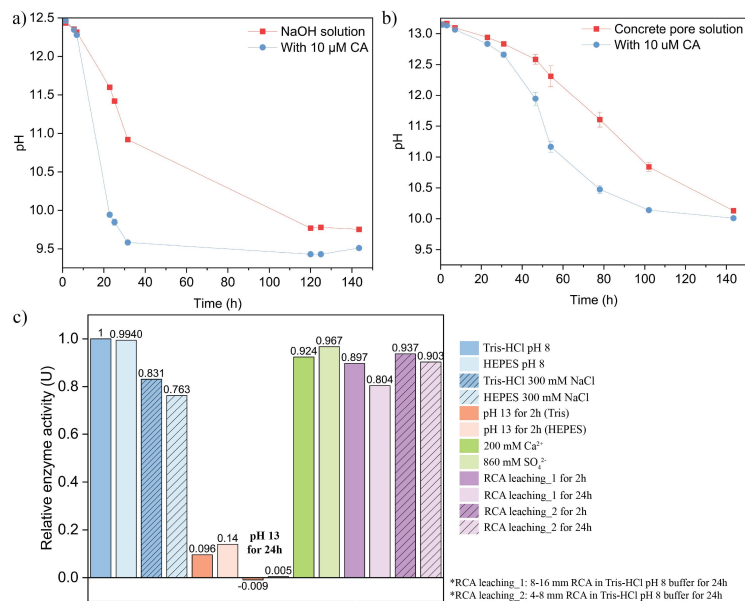 a)
12.5
12.0
11.5
11.0
10.5
10.0
9.5
pH
0 20 40 60 80 100 120 140
Time (h)
NaOH solution
With 10 µM CA
b)
13.0
12.5
12.0
11.5
11.0
10.5
10.0
9.5
pH
0 20 40 60 80 100 120 140
Time (h)
Concrete pore solution
With 10 uM CA
c)
1.0
0.8
0.6
0.4
0.2
0.0
Relative enzyme activity (U)
1
0.9940
0.831
0.763
0.096
0.14
pH 13
for 24h
-0.009
0.005
0.924
0.967
0.897
0.804
0.937
0.903
Tris-HCl pH 8
HEPES pH 8
Tris-HCl 300 mM NaCl
HEPES 300 mM NaCl
pH 13 for 2h (Tris)
pH 13 for 2h (HEPES)
200 mM Ca²⁺
860 mM SO₄²⁻
RCA leaching_1 for 2h
RCA leaching_1 for 24h
RCA leaching_2 for 2h
RCA leaching_2 for 24h
*RCA leaching_1: 8-16 mm RCA in Tris-HCl pH 8 buffer for 24h
*RCA leaching_2: 4-8 mm RCA in Tris-HCl pH 8 buffer for 24h